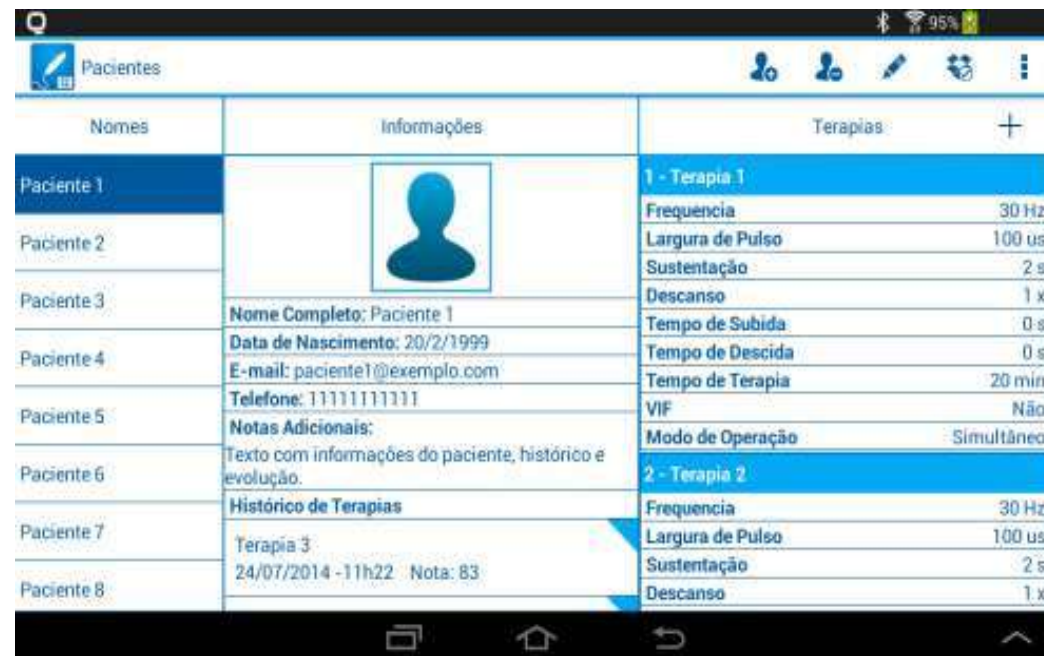 95%
Pacientes
Nomes
Informações
Terapias
Paciente 1
Paciente 2
Paciente 3
Paciente 4
Paciente 5
Paciente 6
Paciente 7
Paciente 8
Nome Completo: Paciente 1
Data de Nascimento: 20/2/1999
E-mail: paciente1@exemplo.com
Telefone: 11111111111
Notas Adicionais:
Texto com informações do paciente, histórico e
evolução.
Histórico de Terapias
Terapia 3
24/07/2014 -11h22 Nota: 83
1 - Terapia 1
Frequencia 30 Hz
Largura de Pulso 100 us
Sustentação 2 s
Descanso 1 x
Tempo de Subida 0 s
Tempo de Descida 0 s
Tempo de Terapia 20 min
VIF Não
Modo de Operação Simultâneo
2 - Terapia 2
Frequencia 30 Hz
Largura de Pulso 100 us
Sustentação 2 s
Descanso 1 x